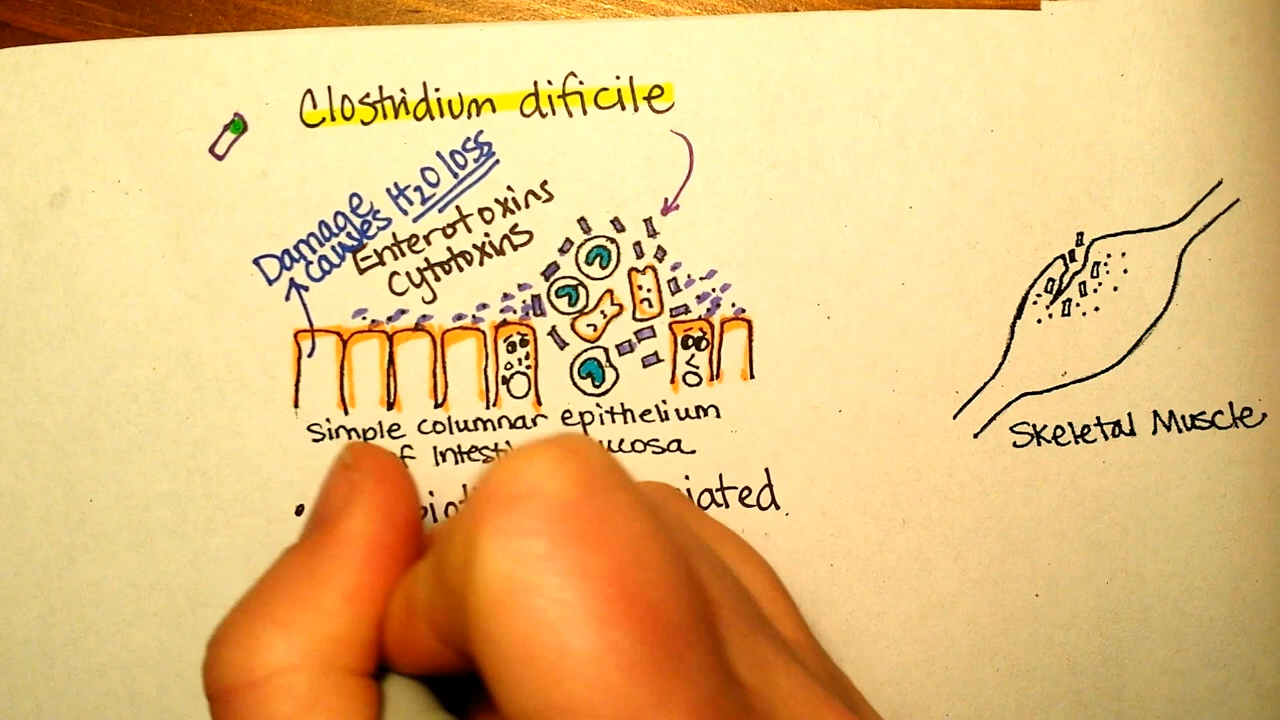 Clostridium dificile
Damage
causes H2O loss
Enterotoxins
Cytotoxins
Simple columnar epithelium
Skeletal Muscle